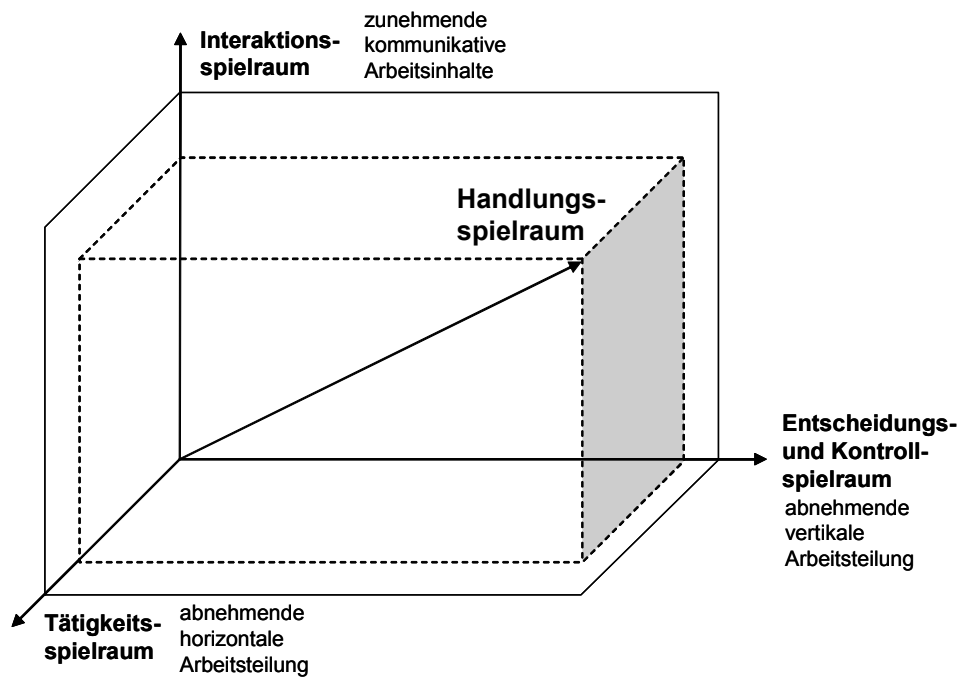 Interaktions-
spielraum
zunehmende
kommunikative
Arbeitsinhalte
Handlungs-
spielraum
Entscheidungs-
und Kontroll-
spielraum
abnehmende
vertikale
Arbeitsteilung
Tätigkeits-
spielraum
abnehmende
horizontale
Arbeitsteilung